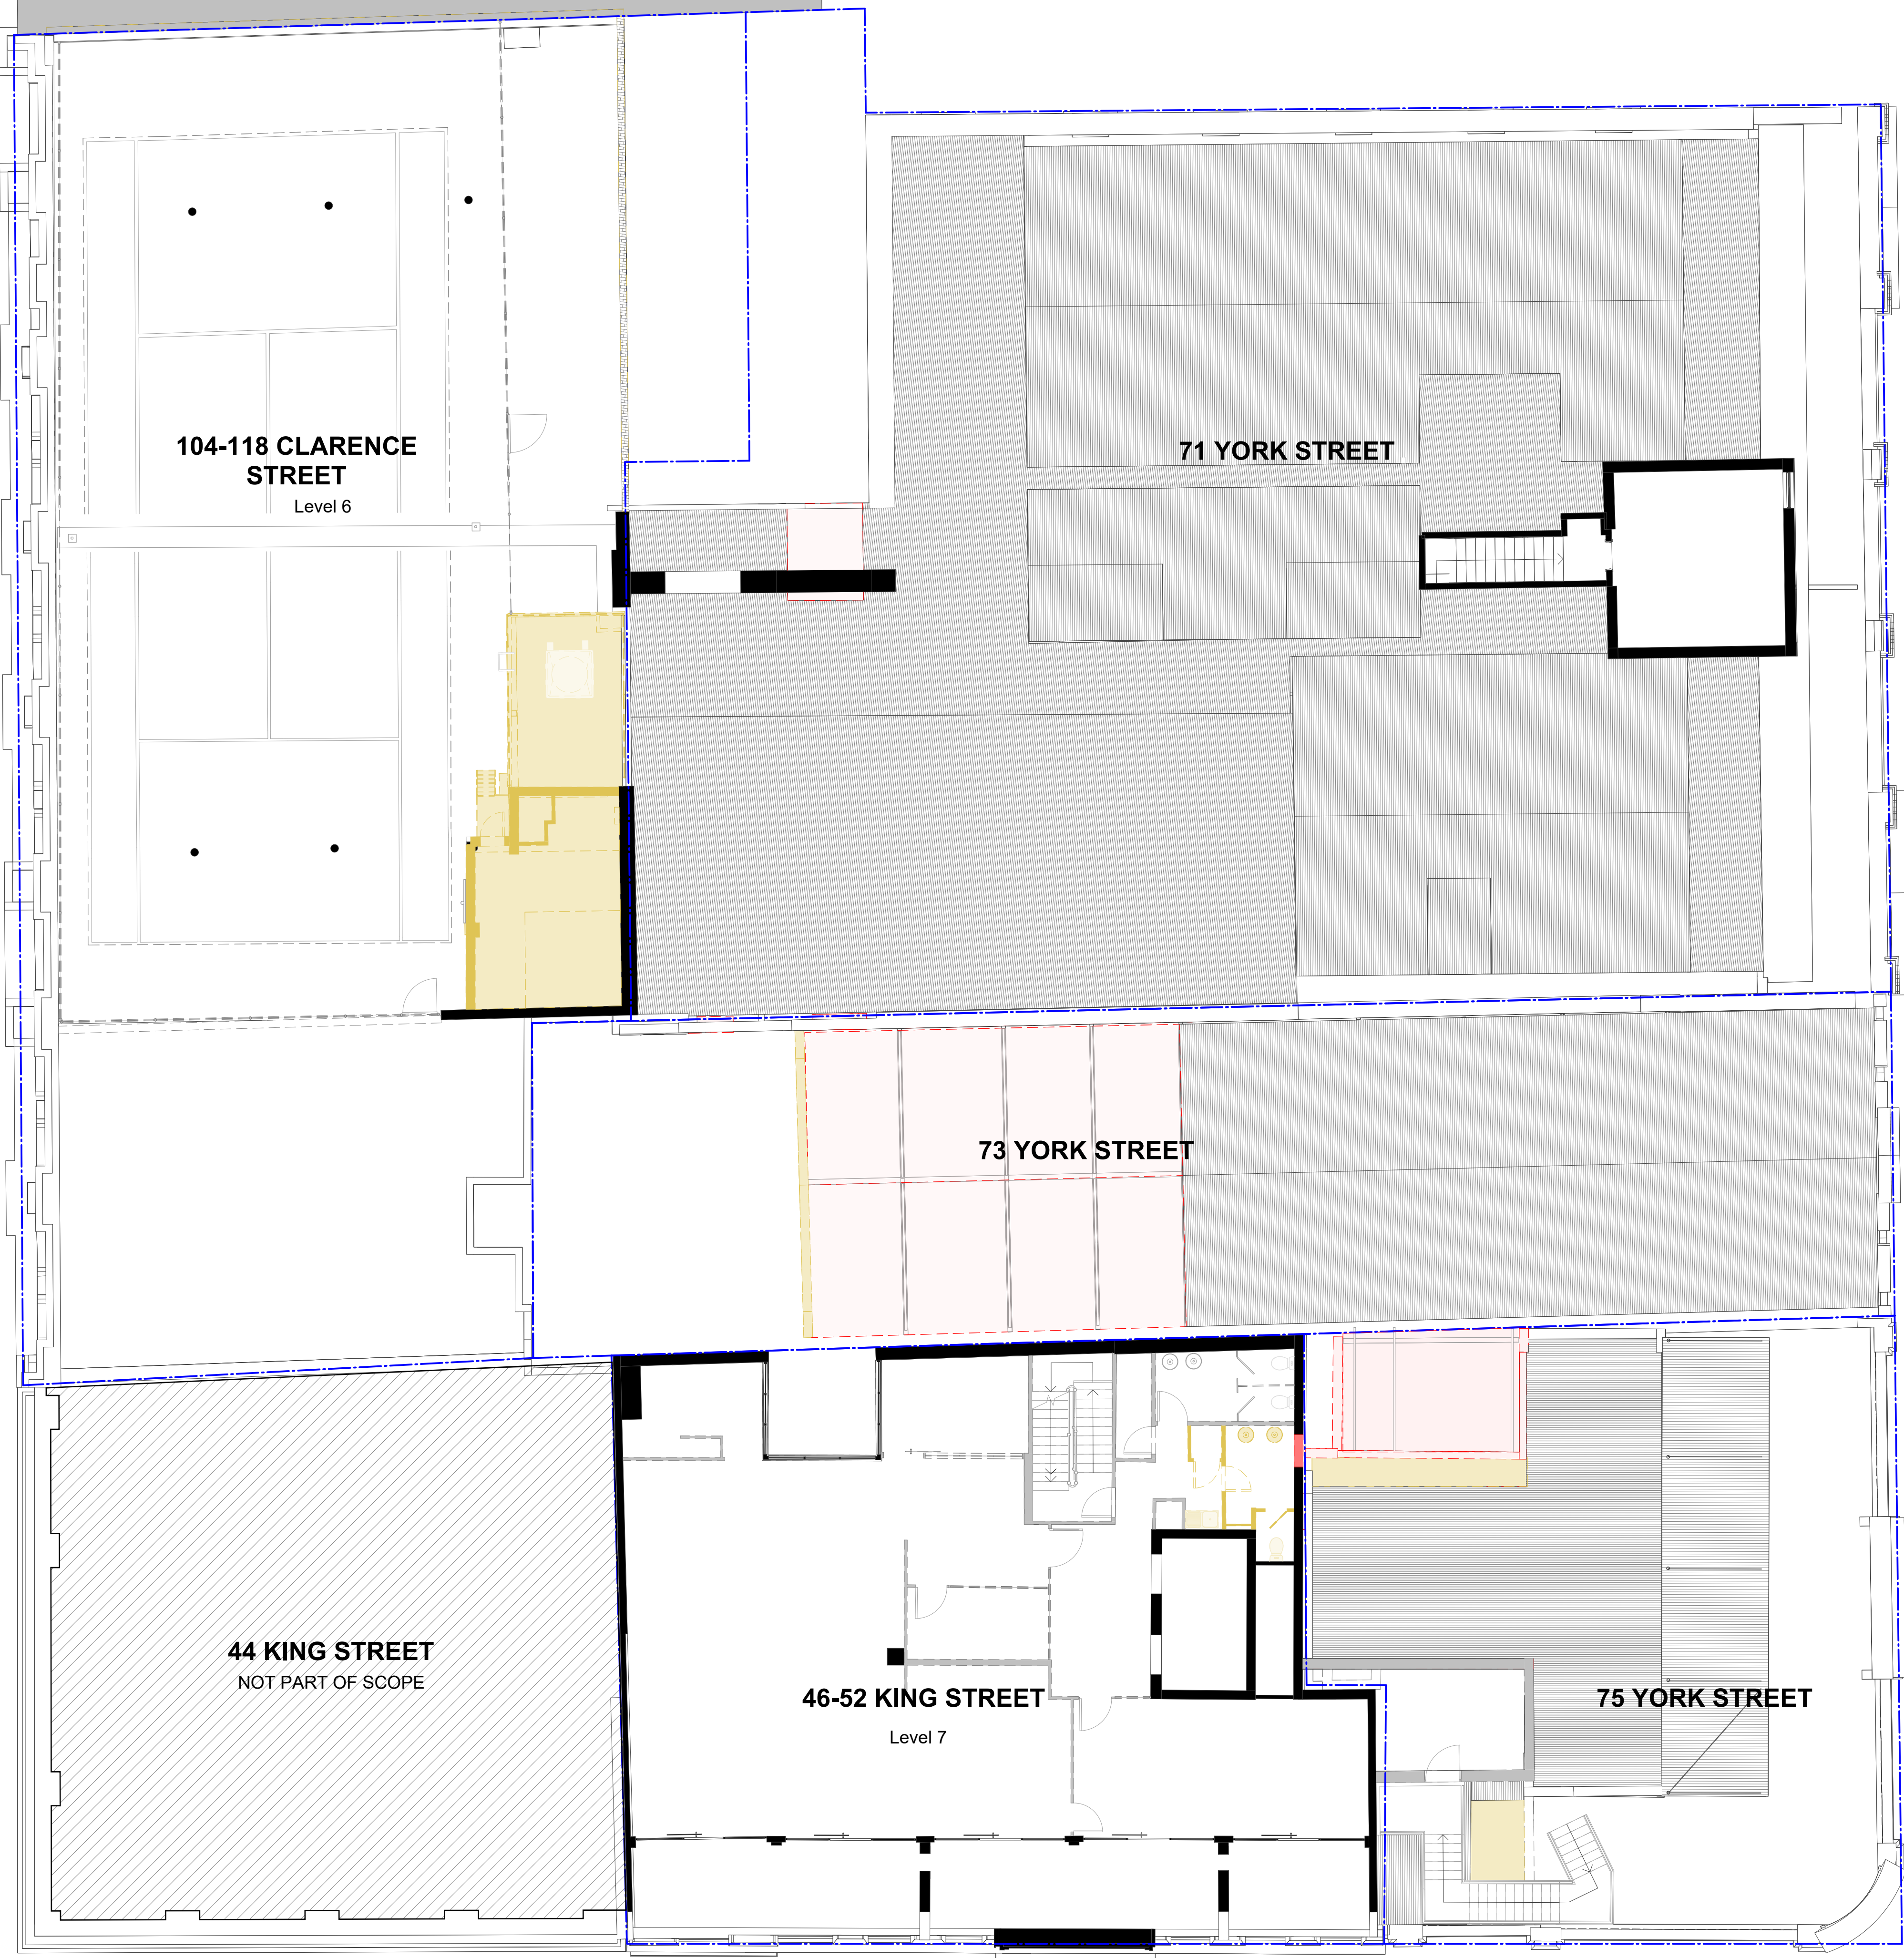 104-118 CLARENCE
STREET
Level 6
71 YORK STREET
73 YORK STREET
44 KING STREET
NOT PART OF SCOPE
46-52 KING STREET
Level 7
75 YORK STREET